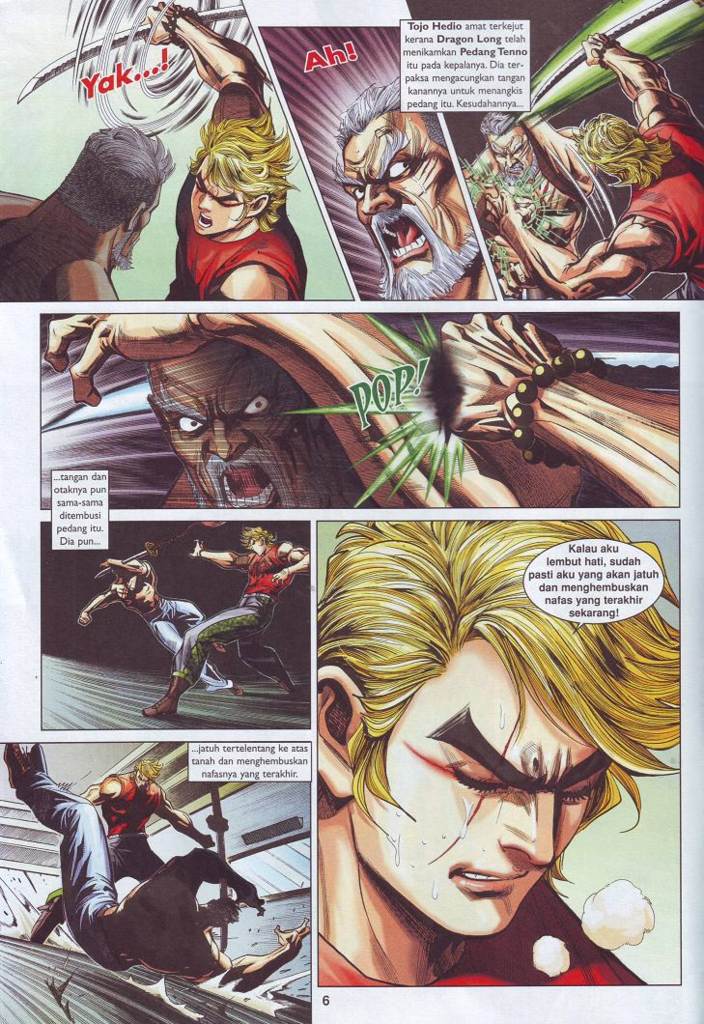 Yak...!
Ah!
Tojo Hedio amat terkejut
kerana Dragon Long telah
menikamkan Pedang Tenno
itu pada kepalanya. Dia ter-
paksa mengacungkan tangan
kanannya untuk menangkis
pedang itu. Kesudahannya...
POP!
...tangan dan
otaknya pun
sama-sama
ditembusi
pedang itu.
Dia pun...
Kalau aku
lembut hati, sudah
pasti aku yang akan jatuh
dan menghembuskan
nafas yang terakhir
sekarang!
...jatuh tertelentang ke atas
tanah dan menghembuskan
nafasnya yang terakhir.
6